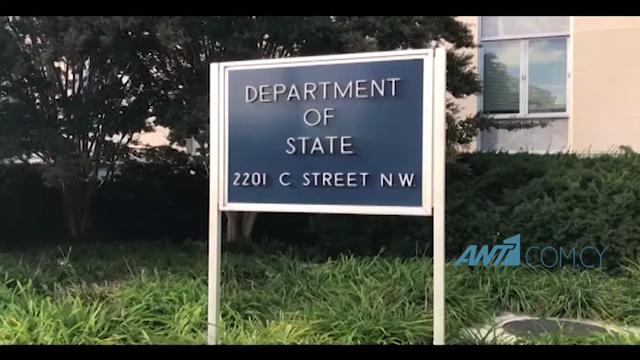 DEPARTMENT
OF
STATE
2201 C STREET N.W.
ANT1.COM.CY